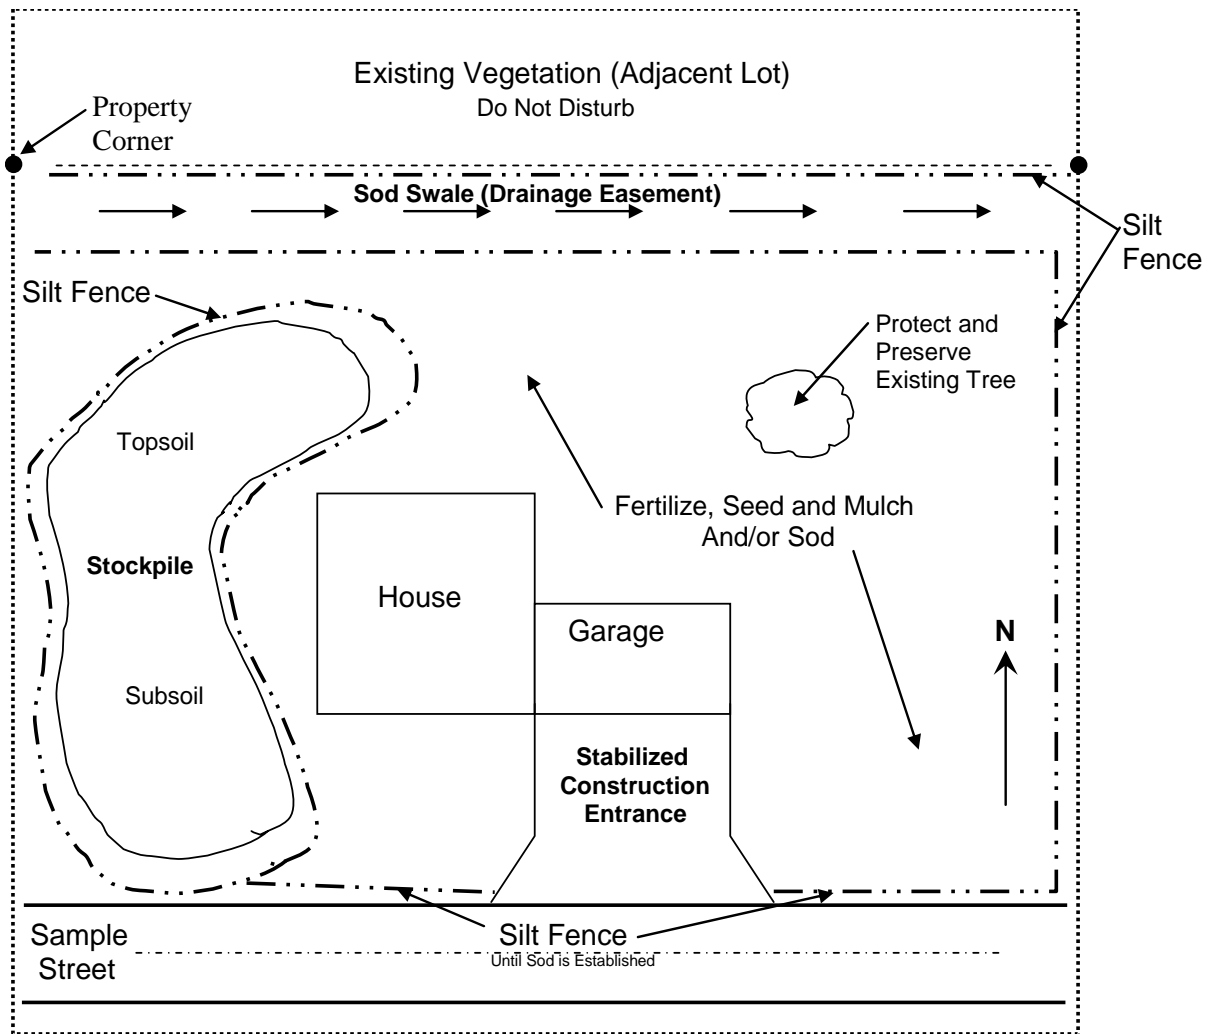 Existing Vegetation (Adjacent Lot)
Do Not Disturb
Property
Corner
Sod Swale (Drainage Easement)
Silt
Fence
Silt Fence
Protect and
Preserve
Existing Tree
Topsoil
Fertilize, Seed and Mulch
And/or Sod
Stockpile
House
Garage
N
Subsoil
Stabilized
Construction
Entrance
Sample
Street
Silt Fence
Until Sod is Established